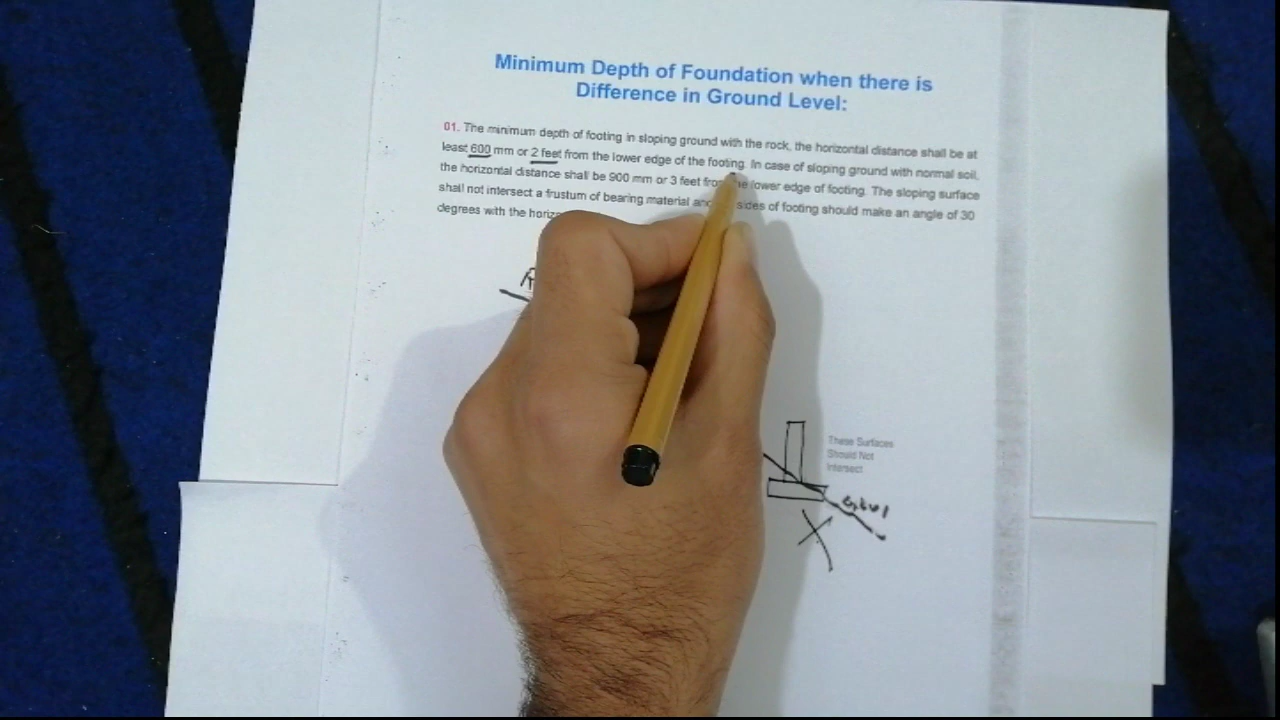 Minimum Depth of Foundation when there is
Difference in Ground Level:
01. The minimum depth of footing in sloping ground with the rock, the horizontal distance shall be at
least 600 mm or 2 feet from the lower edge of the footing. In case of sloping ground with normal soil,
the horizontal distance shall be 900 mm or 3 feet lower edge of footing. The sloping surface
shall not intersect a frustum of bearing material sides of footing should make an angle of 30
degrees with the
These Surfaces
Should Not
Intersect